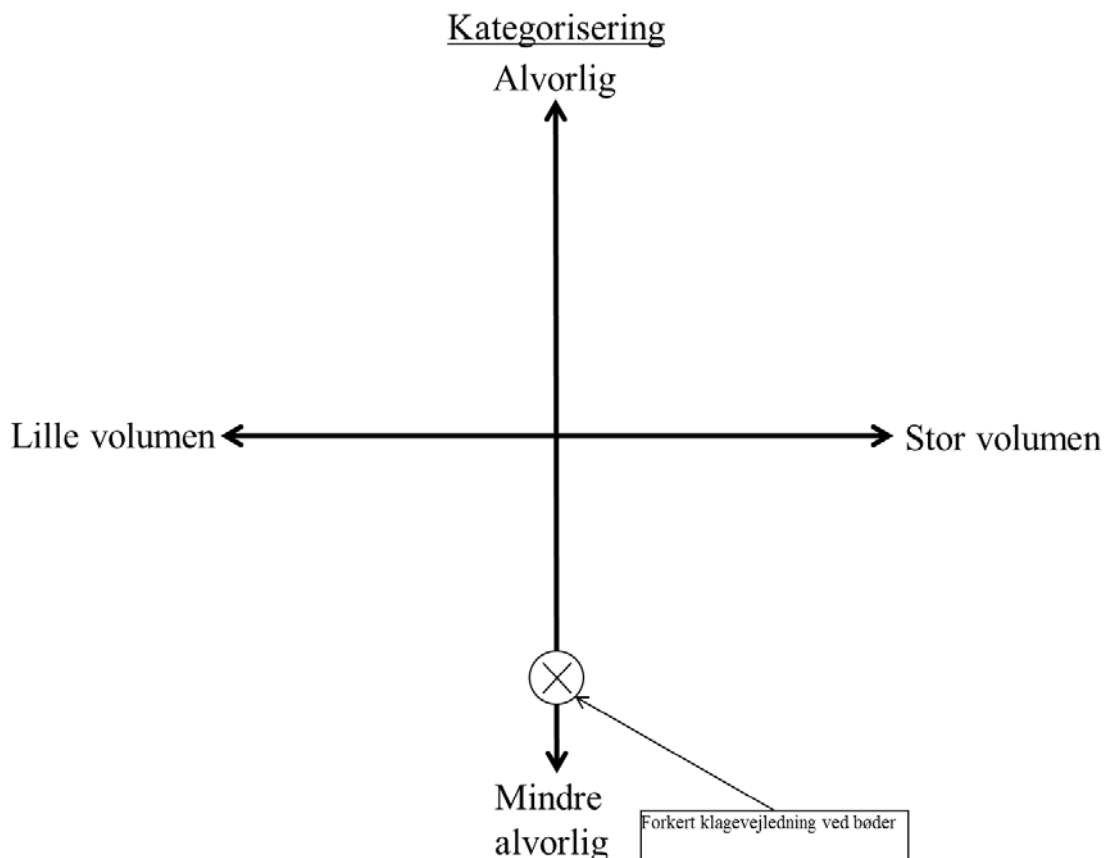 Kategorisering
Alvorlig
Lille volumen
Stor volumen
Mindre
alvorlig
Forkert klagevejledning ved bøder